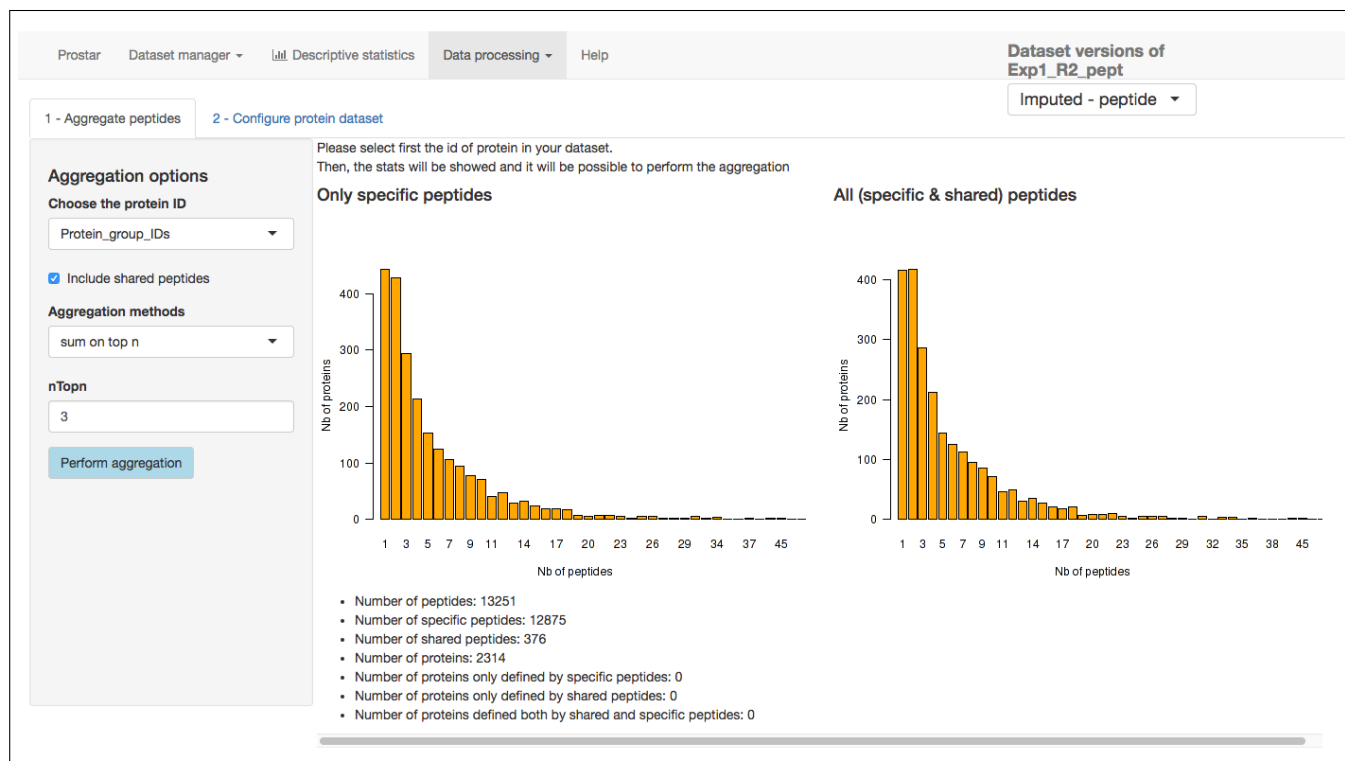 Prostar
Dataset manager
Descriptive statistics
Data processing
Help
Dataset versions of
Exp1_R2_pept
Imputed - peptide
1 - Aggregate peptides
2 - Configure protein dataset
Aggregation options
Choose the protein ID
Protein_group_IDs
Include shared peptides
Aggregation methods
sum on top n
nTopn
3
Perform aggregation
Please select first the id of protein in your dataset.
Then, the stats will be showed and it will be possible to perform the aggregation
Only specific peptides
Nb of proteins
400
300
200
100
0
1 3 5 7 9 11 14 17 20 23 26 29 34 37 45
Nb of peptides
All (specific & shared) peptides
Nb of proteins
400
300
200
100
0
1 3 5 7 9 11 14 17 20 23 26 29 32 35 38 45
Nb of peptides
• Number of peptides: 13251
• Number of specific peptides: 12875
• Number of shared peptides: 376
• Number of proteins: 2314
• Number of proteins only defined by specific peptides: 0
• Number of proteins only defined by shared peptides: 0
• Number of proteins defined both by shared and specific peptides: 0